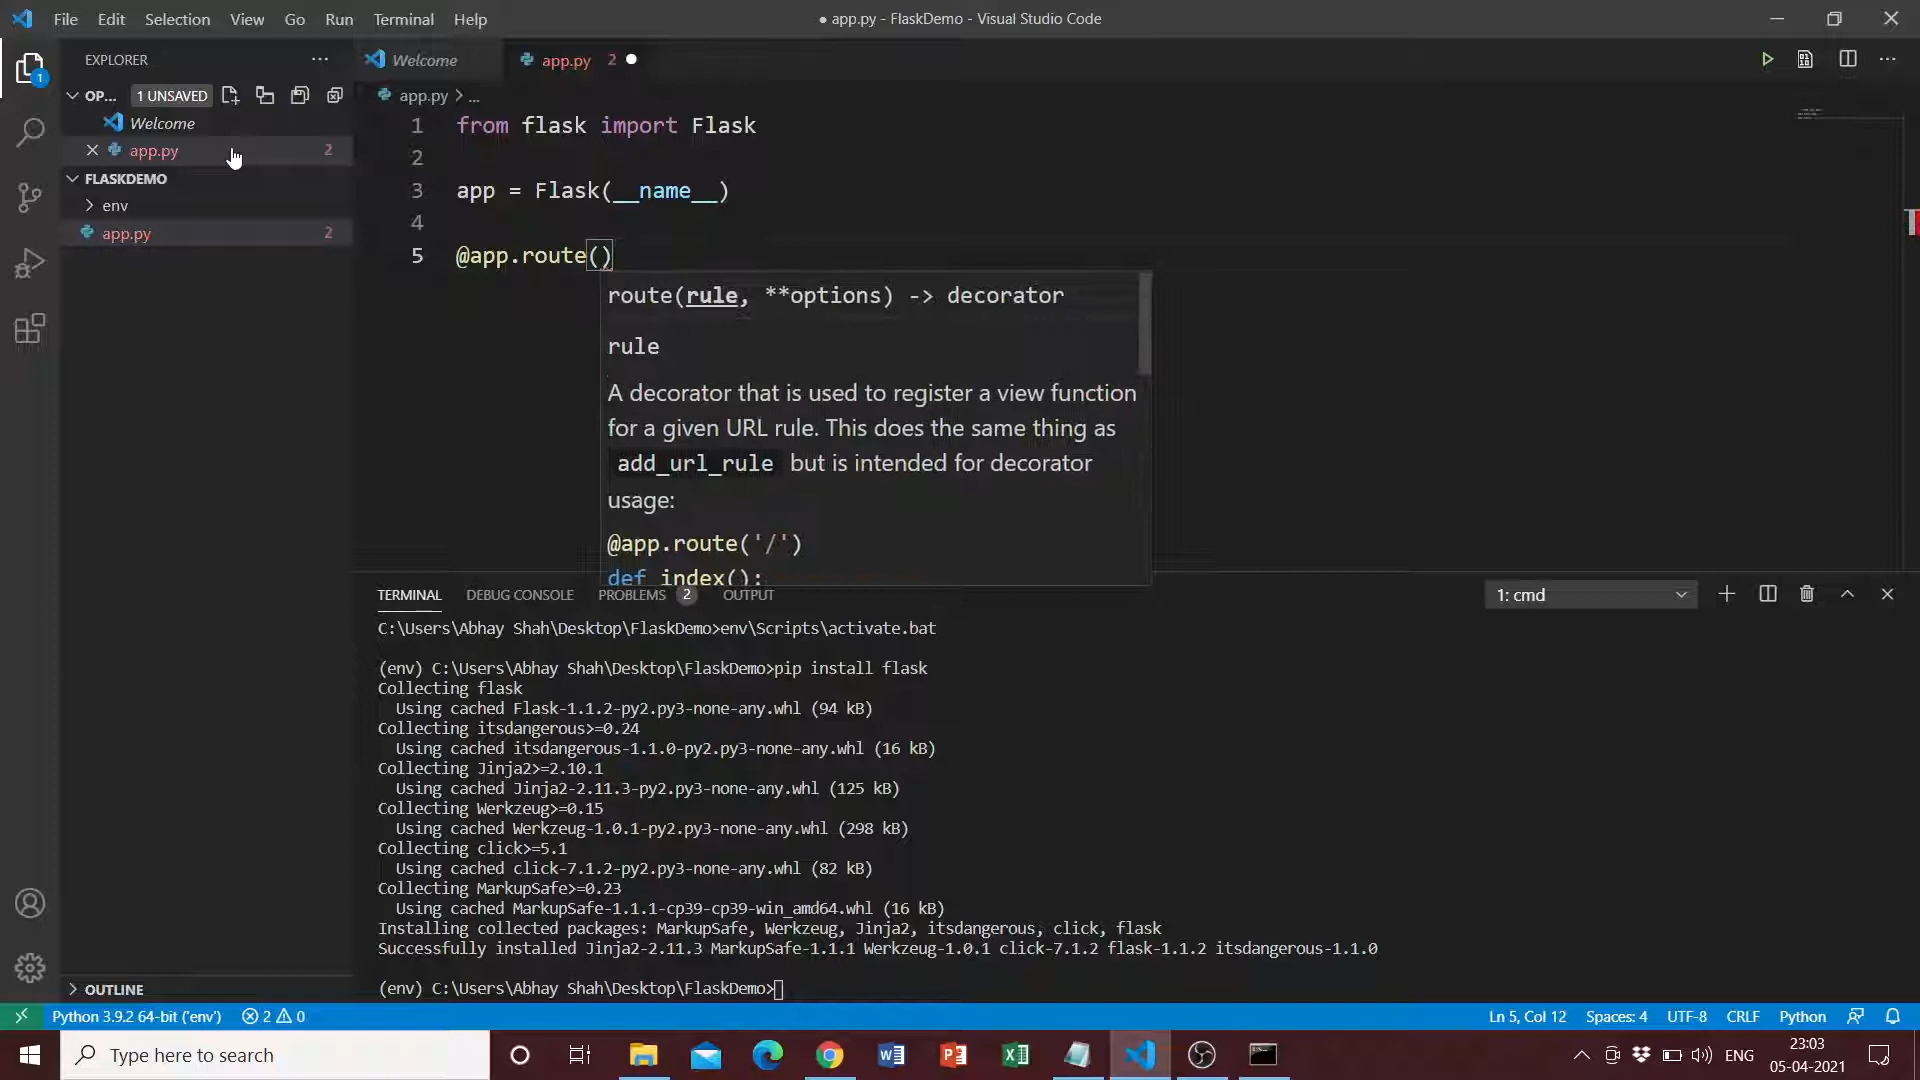 File Edit Selection View Go Run Terminal Help
● app.py - FlaskDemo - Visual Studio Code
EXPLORER
Welcome
app.py 2
OP... 1 UNSAVED
Welcome
app.py 2
FLASKDEMO
env
app.py 2
OUTLINE
app.py > ...
1 from flask import Flask
2
3 app = Flask(__name__)
4
5 @app.route()
route(rule, **options) -> decorator
rule
A decorator that is used to register a view function
for a given URL rule. This does the same thing as
add_url_rule but is intended for decorator
usage:
@app.route('/')
def index():
TERMINAL DEBUG CONSOLE PROBLEMS 2 OUTPUT
1: cmd
C:\Users\Abhay Shah\Desktop\FlaskDemo>env\Scripts\activate.bat
(env) C:\Users\Abhay Shah\Desktop\FlaskDemo>pip install flask
Collecting flask
Using cached Flask-1.1.2-py2.py3-none-any.whl (94 kB)
Collecting itsdangerous>=0.24
Using cached itsdangerous-1.1.0-py2.py3-none-any.whl (16 kB)
Collecting Jinja2>=2.10.1
Using cached Jinja2-2.11.3-py2.py3-none-any.whl (125 kB)
Collecting Werkzeug>=0.15
Using cached Werkzeug-1.0.1-py2.py3-none-any.whl (298 kB)
Collecting click>=5.1
Using cached click-7.1.2-py2.py3-none-any.whl (82 kB)
Collecting MarkupSafe>=0.23
Using cached MarkupSafe-1.1.1-cp39-cp39-win_amd64.whl (16 kB)
Installing collected packages: MarkupSafe, Werkzeug, Jinja2, itsdangerous, click, flask
Successfully installed Jinja2-2.11.3 MarkupSafe-1.1.1 Werkzeug-1.0.1 click-7.1.2 flask-1.1.2 itsdangerous-1.1.0
(env) C:\Users\Abhay Shah\Desktop\FlaskDemo>
Python 3.9.2 64-bit ('env') 2 0
Ln 5, Col 12 Spaces: 4 UTF-8 CRLF Python
Type here to search
ENG
23:03
05-04-2021